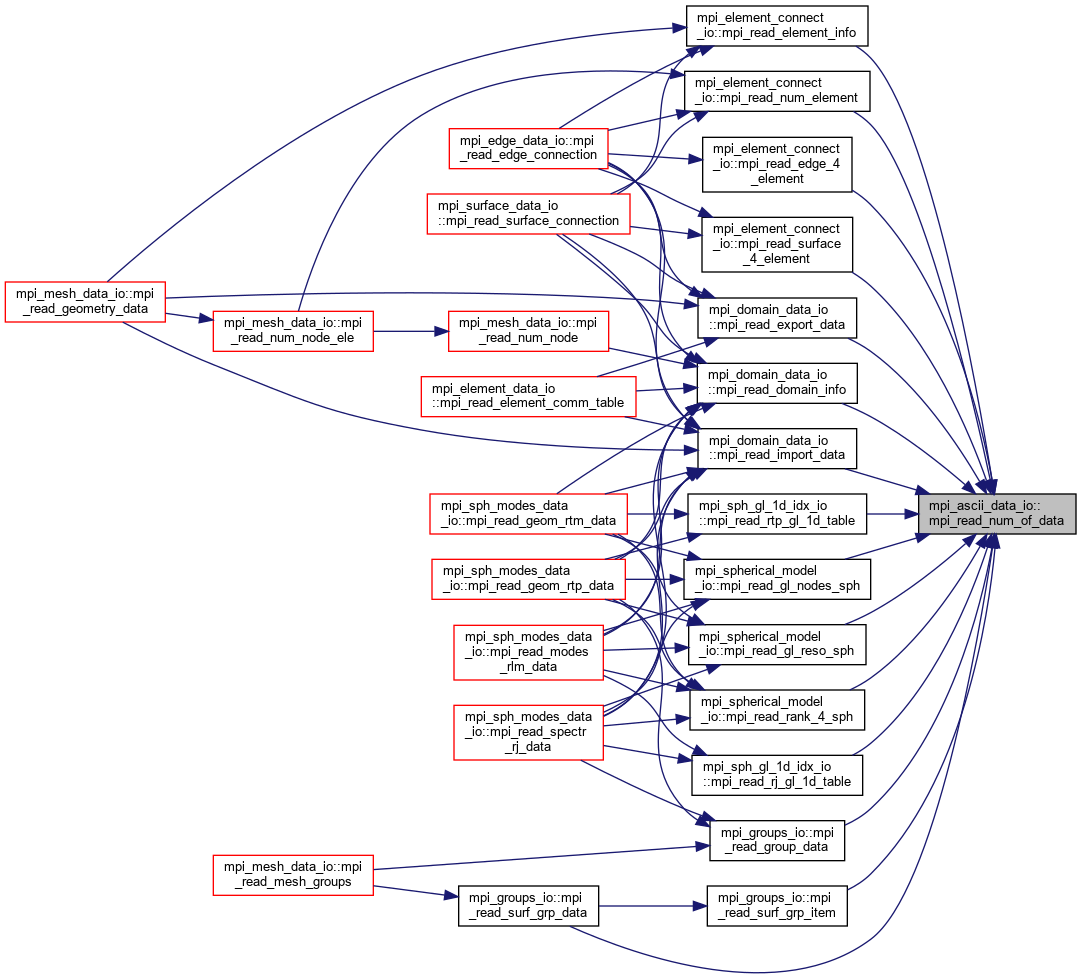 mpi_element_connect
_io::mpi_read_element_info
mpi_element_connect
_io::mpi_read_num_element
mpi_edge_data_io::mpi
_read_edge_connection
mpi_element_connect
_io::mpi_read_edge_4
_element
mpi_surface_data_io
::mpi_read_surface_connection
mpi_element_connect
_io::mpi_read_surface
_4_element
mpi_mesh_data_io::mpi
_read_geometry_data
mpi_mesh_data_io::mpi
_read_num_node_ele
mpi_mesh_data_io::mpi
_read_num_node
mpi_domain_data_io
::mpi_read_export_data
mpi_element_data_io
::mpi_read_element_comm_table
mpi_domain_data_io
::mpi_read_domain_info
mpi_domain_data_io
::mpi_read_import_data
mpi_sph_modes_data
_io::mpi_read_geom_rtm_data
mpi_sph_gl_1d_idx_io
::mpi_read_rtp_gl_1d_table
mpi_ascii_data_io::
mpi_read_num_of_data
mpi_sph_modes_data
_io::mpi_read_geom_rtp_data
mpi_spherical_model
_io::mpi_read_gl_nodes_sph
mpi_sph_modes_data
_io::mpi_read_modes
_rlm_data
mpi_spherical_model
_io::mpi_read_gl_reso_sph
mpi_sph_modes_data
_io::mpi_read_spectr
_rj_data
mpi_spherical_model
_io::mpi_read_rank_4_sph
mpi_sph_gl_1d_idx_io
::mpi_read_rj_gl_1d_table
mpi_groups_io::mpi
_read_group_data
mpi_mesh_data_io::mpi
_read_mesh_groups
mpi_groups_io::mpi
_read_surf_grp_data
mpi_groups_io::mpi
_read_surf_grp_item